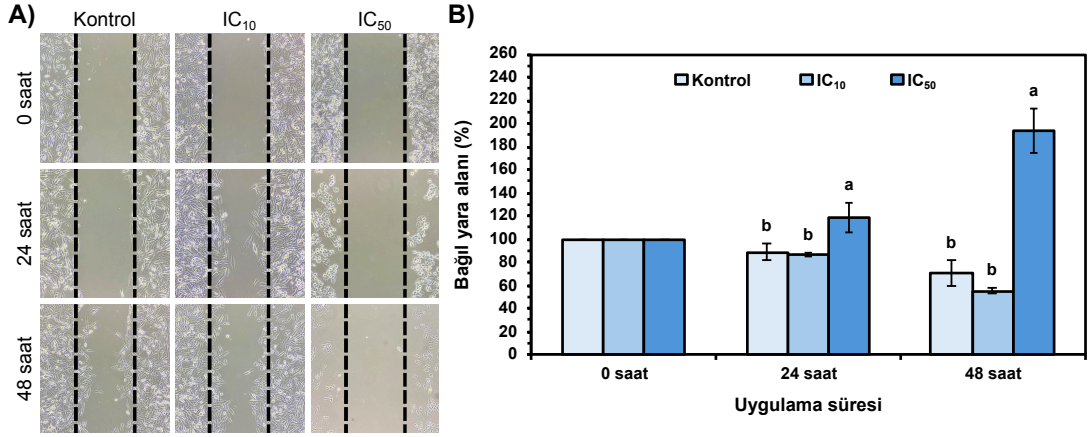 A)
Kontrol IC₁₀ IC₅₀
0 saat
24 saat
48 saat
B)
260
240
220
200
180
160
140
120
100
80
60
40
20
0
Bağıl yara alanı (%)
Kontrol IC₁₀ IC₅₀
b b a
b b a
0 saat 24 saat 48 saat
Uygulama süresi